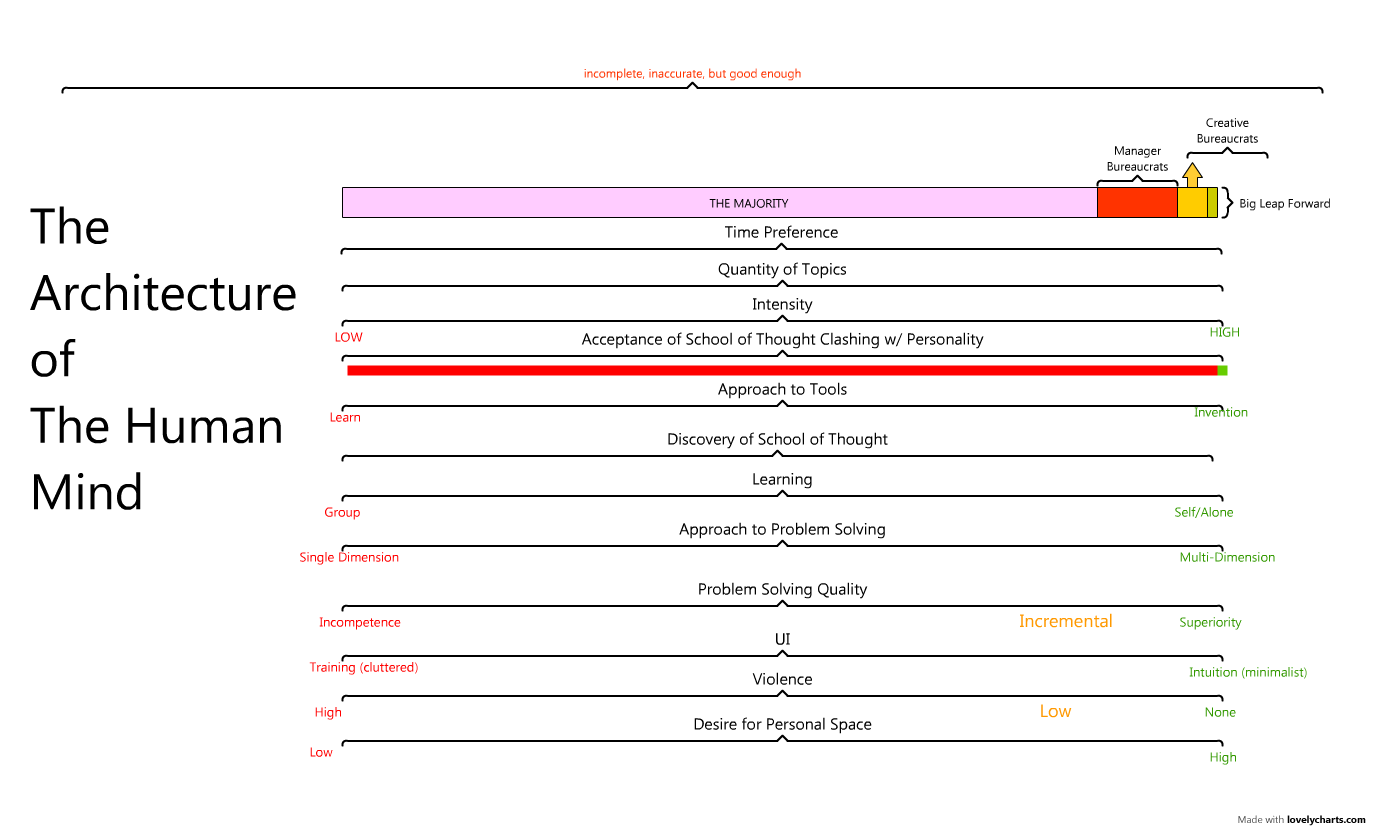 incomplete, inaccurate, but good enough
Creative
Bureaucrats
Manager
Bureaucrats
THE MAJORITY
Big Leap Forward
The
Architecture
of
The Human
Mind
Time Preference
Quantity of Topics
Intensity
LOW
HIGH
Acceptance of School of Thought Clashing w/ Personality
Approach to Tools
Learn
Invention
Discovery of School of Thought
Learning
Group
Self/Alone
Approach to Problem Solving
Single Dimension
Multi-Dimension
Problem Solving Quality
Incompetence
Incremental
Superiority
UI
Training (cluttered)
Intuition (minimalist)
Violence
High
Low
None
Desire for Personal Space
Low
High
Made with lovelycharts.com